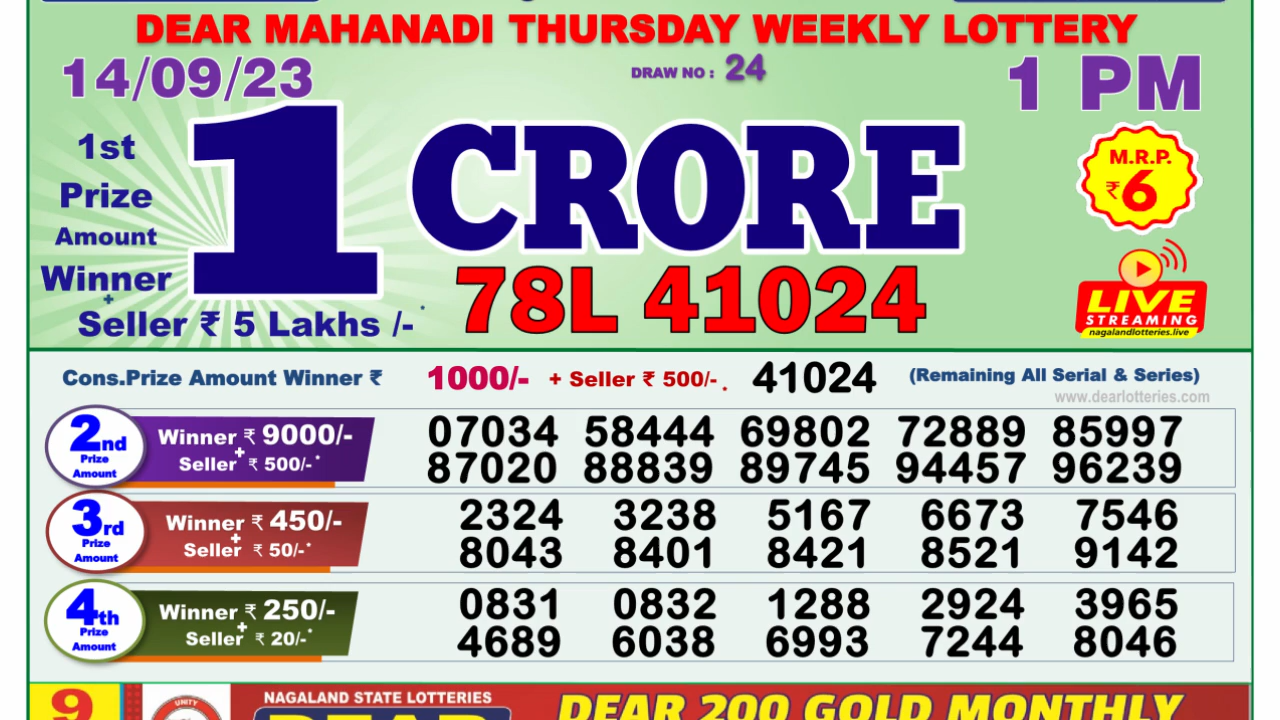 DEAR MAHANADI THURSDAY WEEKLY LOTTERY
14/09/23
DRAW NO : 24
1 PM
1st
Prize
Amount
Winner
+
Seller ₹ 5 Lakhs /- *
1 CRORE
78L 41024
M.R.P.
₹6
LIVE
STREAMING
nagalandlotteries.live
Cons.Prize Amount Winner ₹ 1000/- + Seller ₹ 500/- . 41024 (Remaining All Serial & Series)
www.dearlotteries.com
2nd
Prize
Amount
Winner ₹ 9000/-
+
Seller ₹ 500/- *
07034 58444 69802 72889 85997
87020 88839 89745 94457 96239
3rd
Prize
Amount
Winner ₹ 450/-
+
Seller ₹ 50/- *
2324 3238 5167 6673 7546
8043 8401 8421 8521 9142
4th
Prize
Amount
Winner ₹ 250/-
+
Seller ₹ 20/- *
0831 0832 1288 2924 3965
4689 6038 6993 7244 8046
9
UNITY
NAGALAND STATE LOTTERIES
DEAR
DEAR 200 GOLD MONTHLY